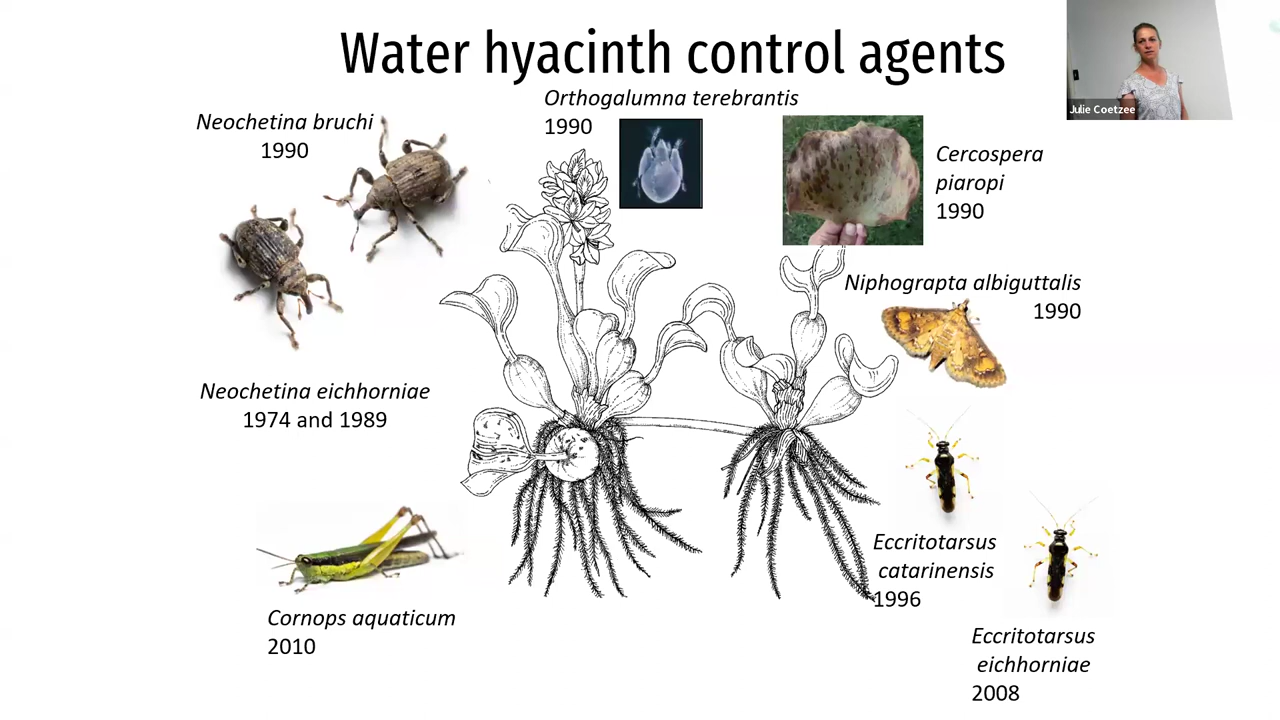 Water hyacinth control agents
Julie Coetzee
Neochetina bruchi
1990
Orthogalumna terebrantis
1990
Cercospera
piaropi
1990
Niphograpta albiguttalis
1990
Neochetina eichhorniae
1974 and 1989
Eccritotarsus
catarinensis
1996
Cornops aquaticum
2010
Eccritotarsus
eichhorniae
2008